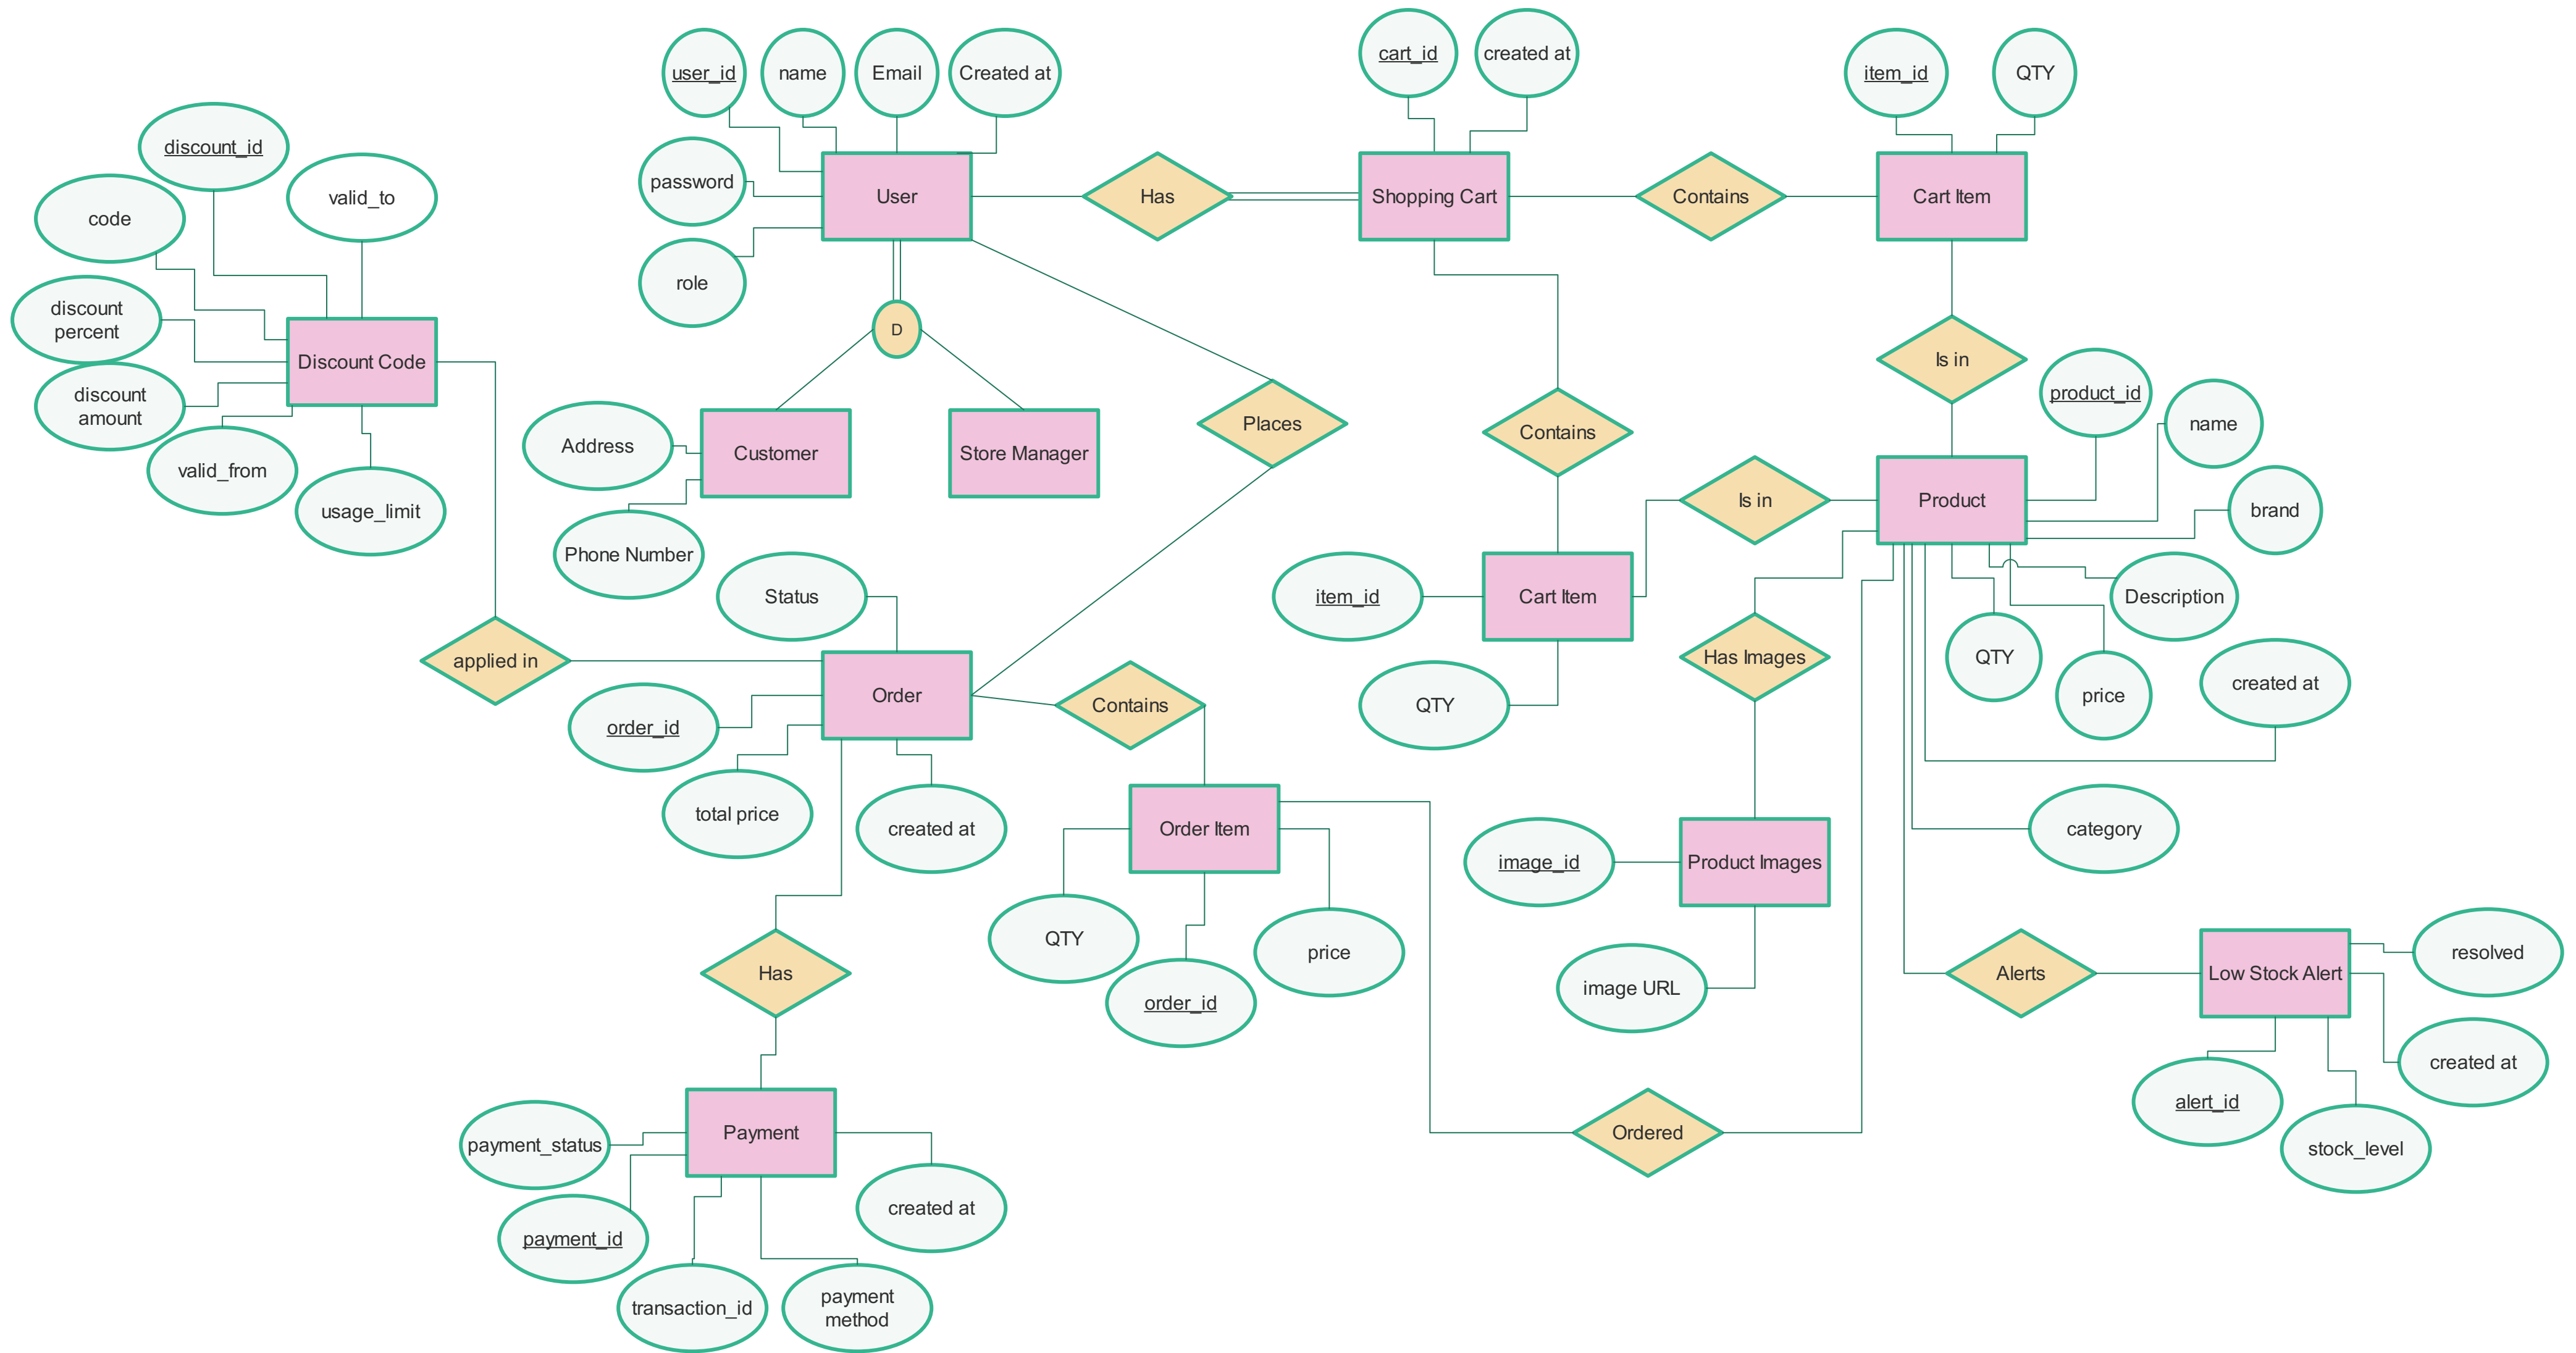 cart_id
created at
user_id
name
Email
Created at
item_id
QTY
discount_id
valid_to
code
password
User
Has
Shopping Cart
Contains
Cart Item
role
discount
percent
D
Discount Code
Is in
product_id
name
discount
amount
valid_from
usage_limit
Address
Customer
Store Manager
Places
Contains
Phone Number
Is in
Product
brand
Status
item_id
Cart Item
Description
applied in
Order
order_id
Contains
QTY
Has Images
QTY
price
created at
total price
created at
Order Item
image_id
Product Images
category
QTY
order_id
price
image URL
Has
Alerts
Low Stock Alert
resolved
created at
alert_id
stock_level
payment_status
Payment
Ordered
payment_id
created at
transaction_id
payment
method